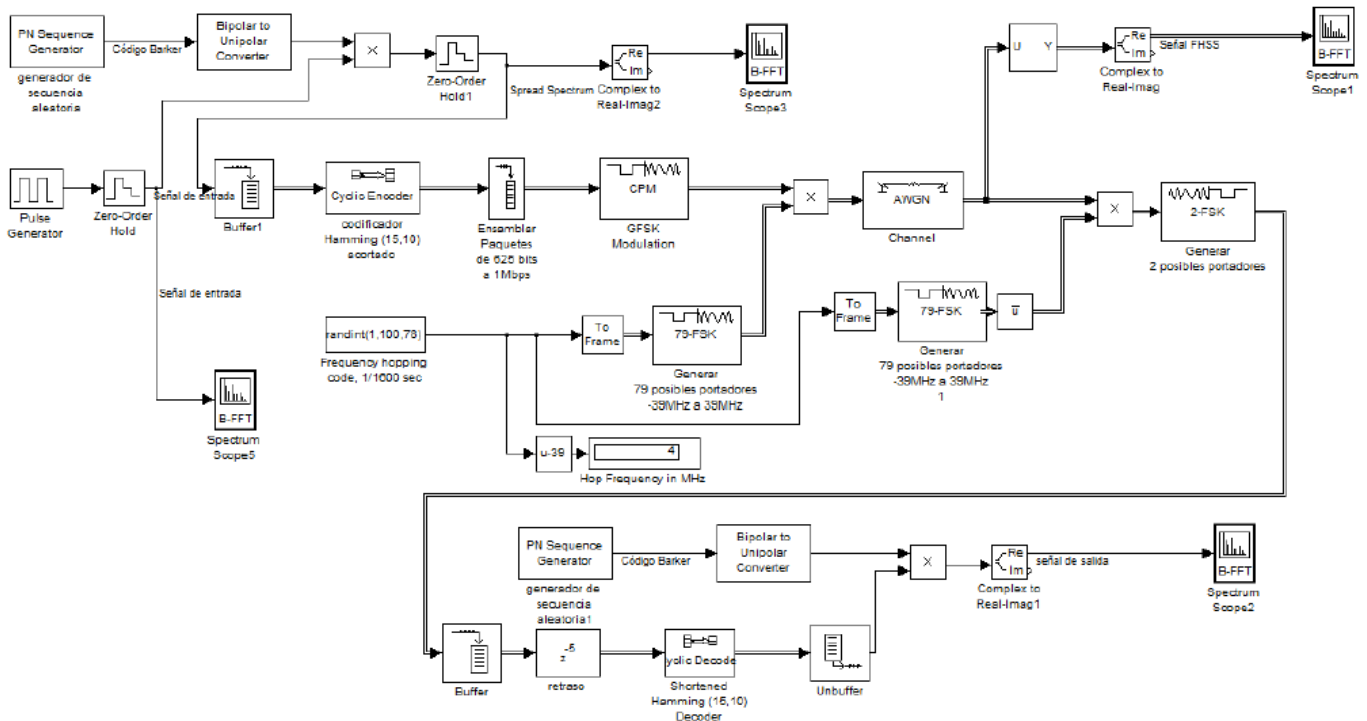 PN Sequence
Generator
generador de
secuencia
aleatoria
Código Barker
Bipolar to
Unipolar
Converter
×
Zero-Order
Hold1
Spread Spectrum
Re
Im
Complex to
Real-Imag2
B-FFT
Spectrum
Scope3
U
Y
Re
Im
Complex to
Real-Imag
Señal FHSS
B-FFT
Spectrum
Scope1
Pulse
Generator
Zero-Order
Hold
Señal de entrada
Buffer1
Cyclic Encoder
codificador
Hamming (15,10)
acortado
Ensamblar
Paquetes
de 625 bits
a 1Mbps
CPM
GFSK
Modulation
×
AWGN
Channel
×
2-FSK
Generar
2 posibles portadores
Señal de entrada
B-FFT
Spectrum
Scope5
randint(1,100,78)
Frequency hopping
code, 1/1600 sec
To
Frame
79-FSK
Generar
79 posibles portadores
-39MHz a 39MHz
To
Frame
79-FSK
Generar
79 posibles portadores
-39MHz a 39MHz
1
u
u-39
4
Hop Frequency in MHz
PN Sequence
Generator
generador de
secuencia
aleatoria1
Código Barker
Bipolar to
Unipolar
Converter
×
Re
Im
Complex to
Real-Imag1
señal de salida
B-FFT
Spectrum
Scope2
Buffer
z
-5
retraso
yclic Decode
Shortened
Hamming (15,10)
Decoder
Unbuffer